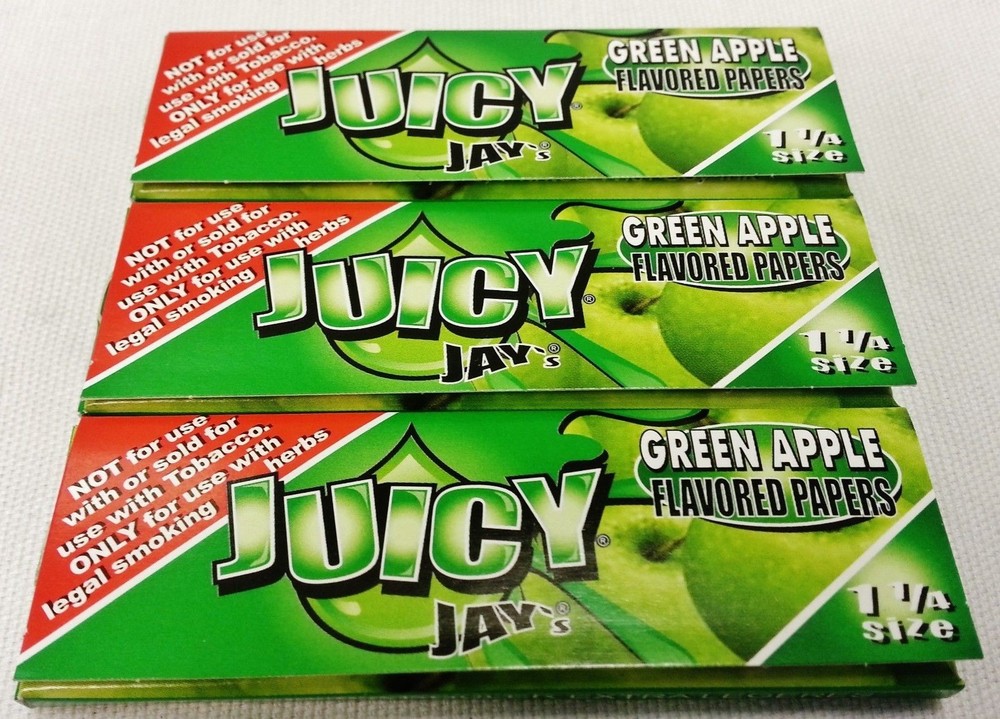 NOT for use
with or sold for
use with Tobacco.
ONLY for use with
legal smoking herbs
JUICY®
JAY`s®
GREEN APPLE
FLAVORED PAPERS
1 1/4
size
NOT for use
with or sold for
use with Tobacco.
ONLY for use with
legal smoking herbs
JUICY®
JAY`s®
GREEN APPLE
FLAVORED PAPERS
1 1/4
size
NOT for use
with or sold for
use with Tobacco.
ONLY for use with
legal smoking herbs
JUICY®
JAY`s®
GREEN APPLE
FLAVORED PAPERS
1 1/4
size